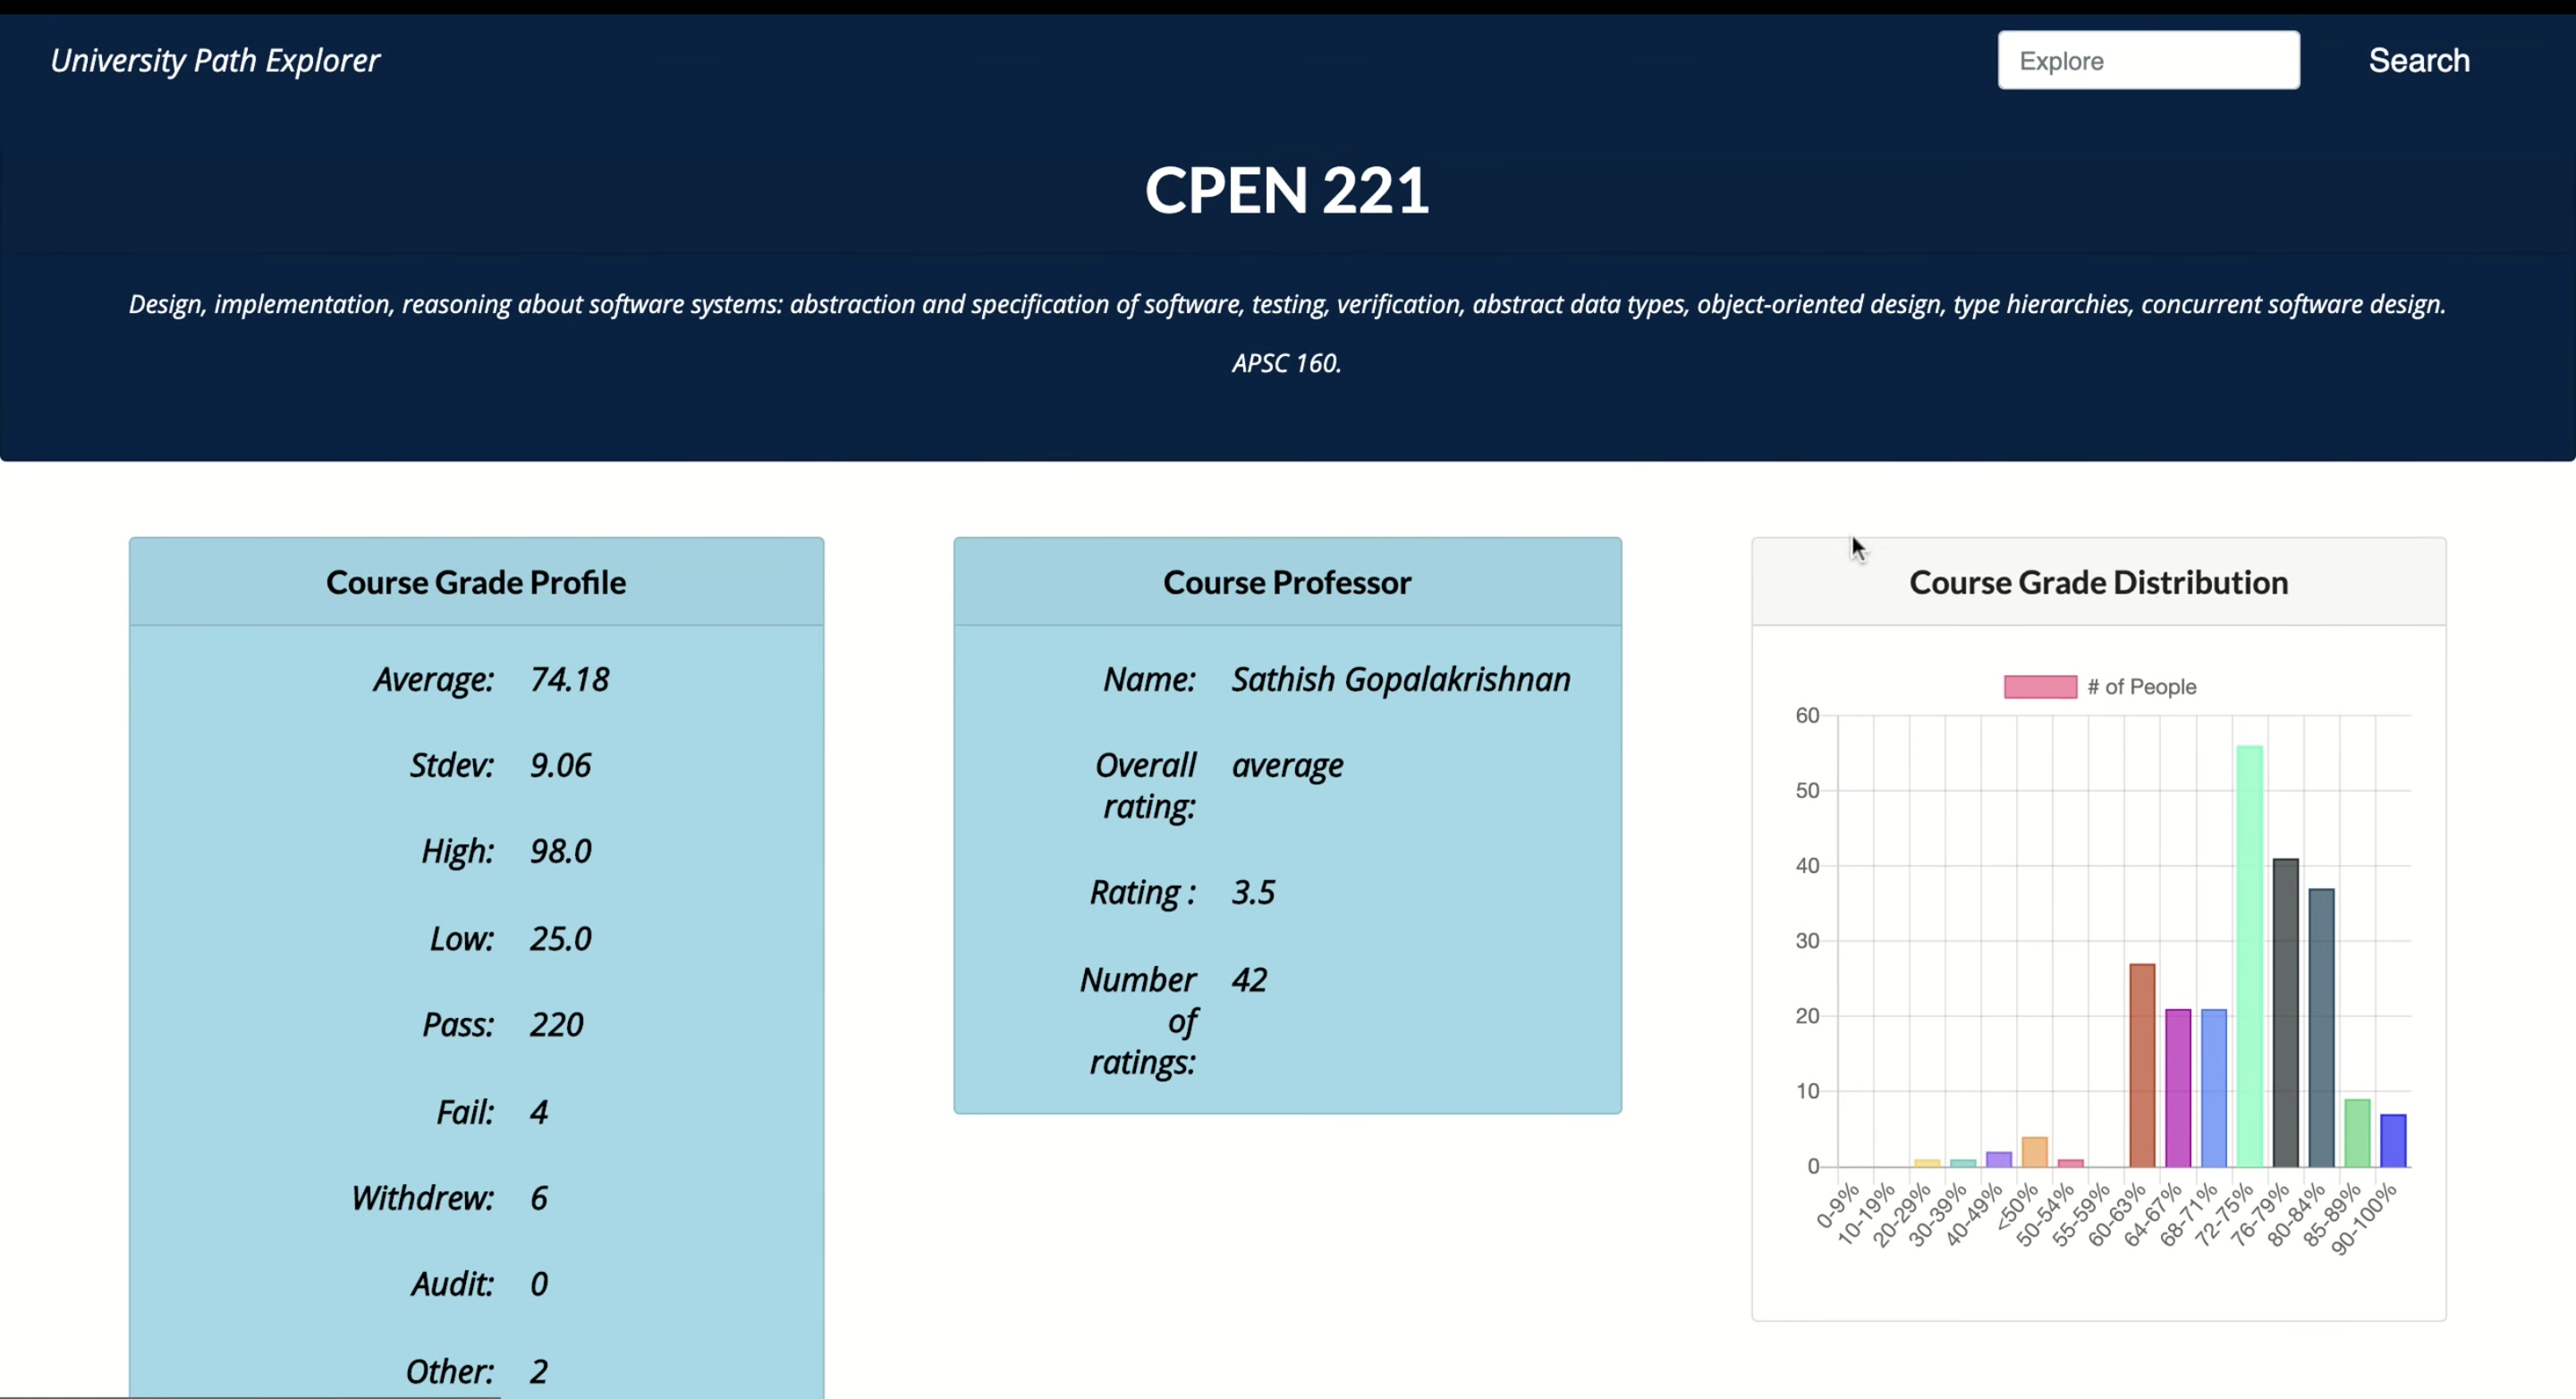 University Path Explorer
Explore
Search
CPEN 221
Design, implementation, reasoning about software systems: abstraction and specification of software, testing, verification, abstract data types, object-oriented design, type hierarchies, concurrent software design.
APSC 160.
Course Grade Profile
Average: 74.18
Stdev: 9.06
High: 98.0
Low: 25.0
Pass: 220
Fail: 4
Withdrew: 6
Audit: 0
Other: 2
Course Professor
Name: Sathish Gopalakrishnan
Overall average
rating:
Rating : 3.5
Number 42
of
ratings:
Course Grade Distribution
# of People
60
50
40
30
20
10
0
0-9%
10-19%
20-29%
30-39%
40-49%
<50%
50-54%
55-59%
60-63%
64-67%
68-71%
72-75%
76-79%
80-84%
85-89%
90-100%